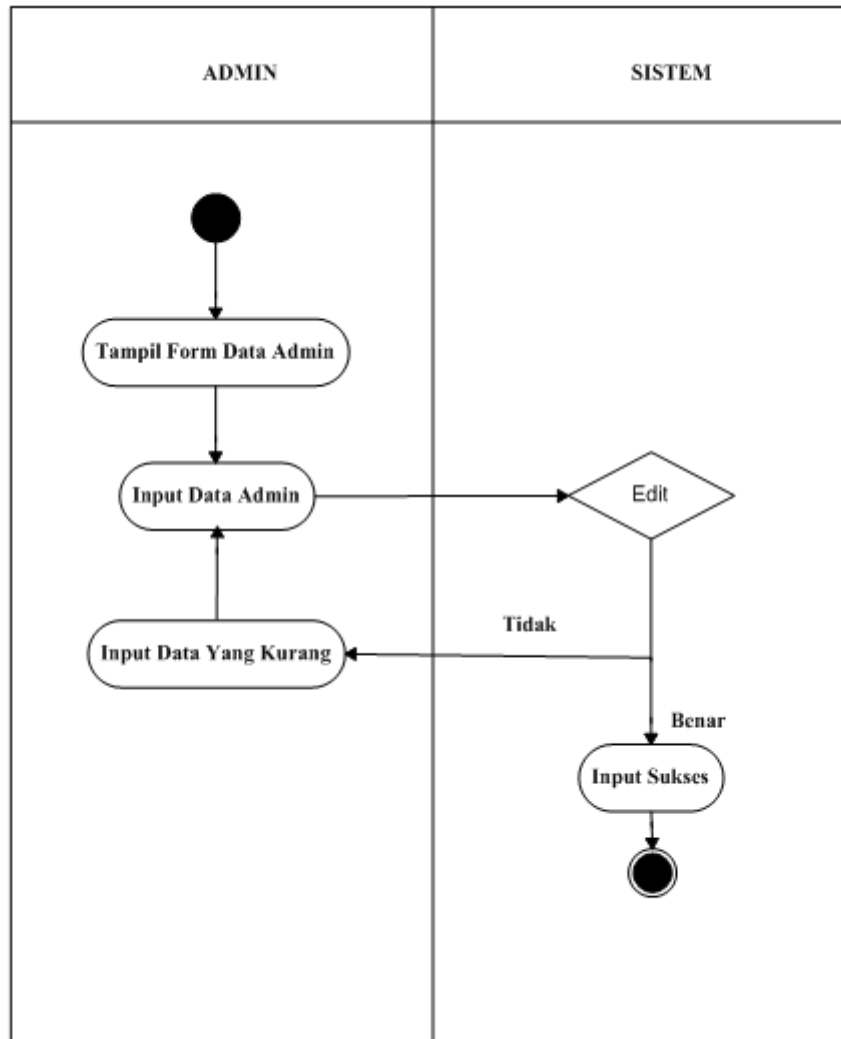 ADMIN
SISTEM
Tampil Form Data Admin
Input Data Admin
Edit
Tidak
Input Data Yang Kurang
Benar
Input Sukses